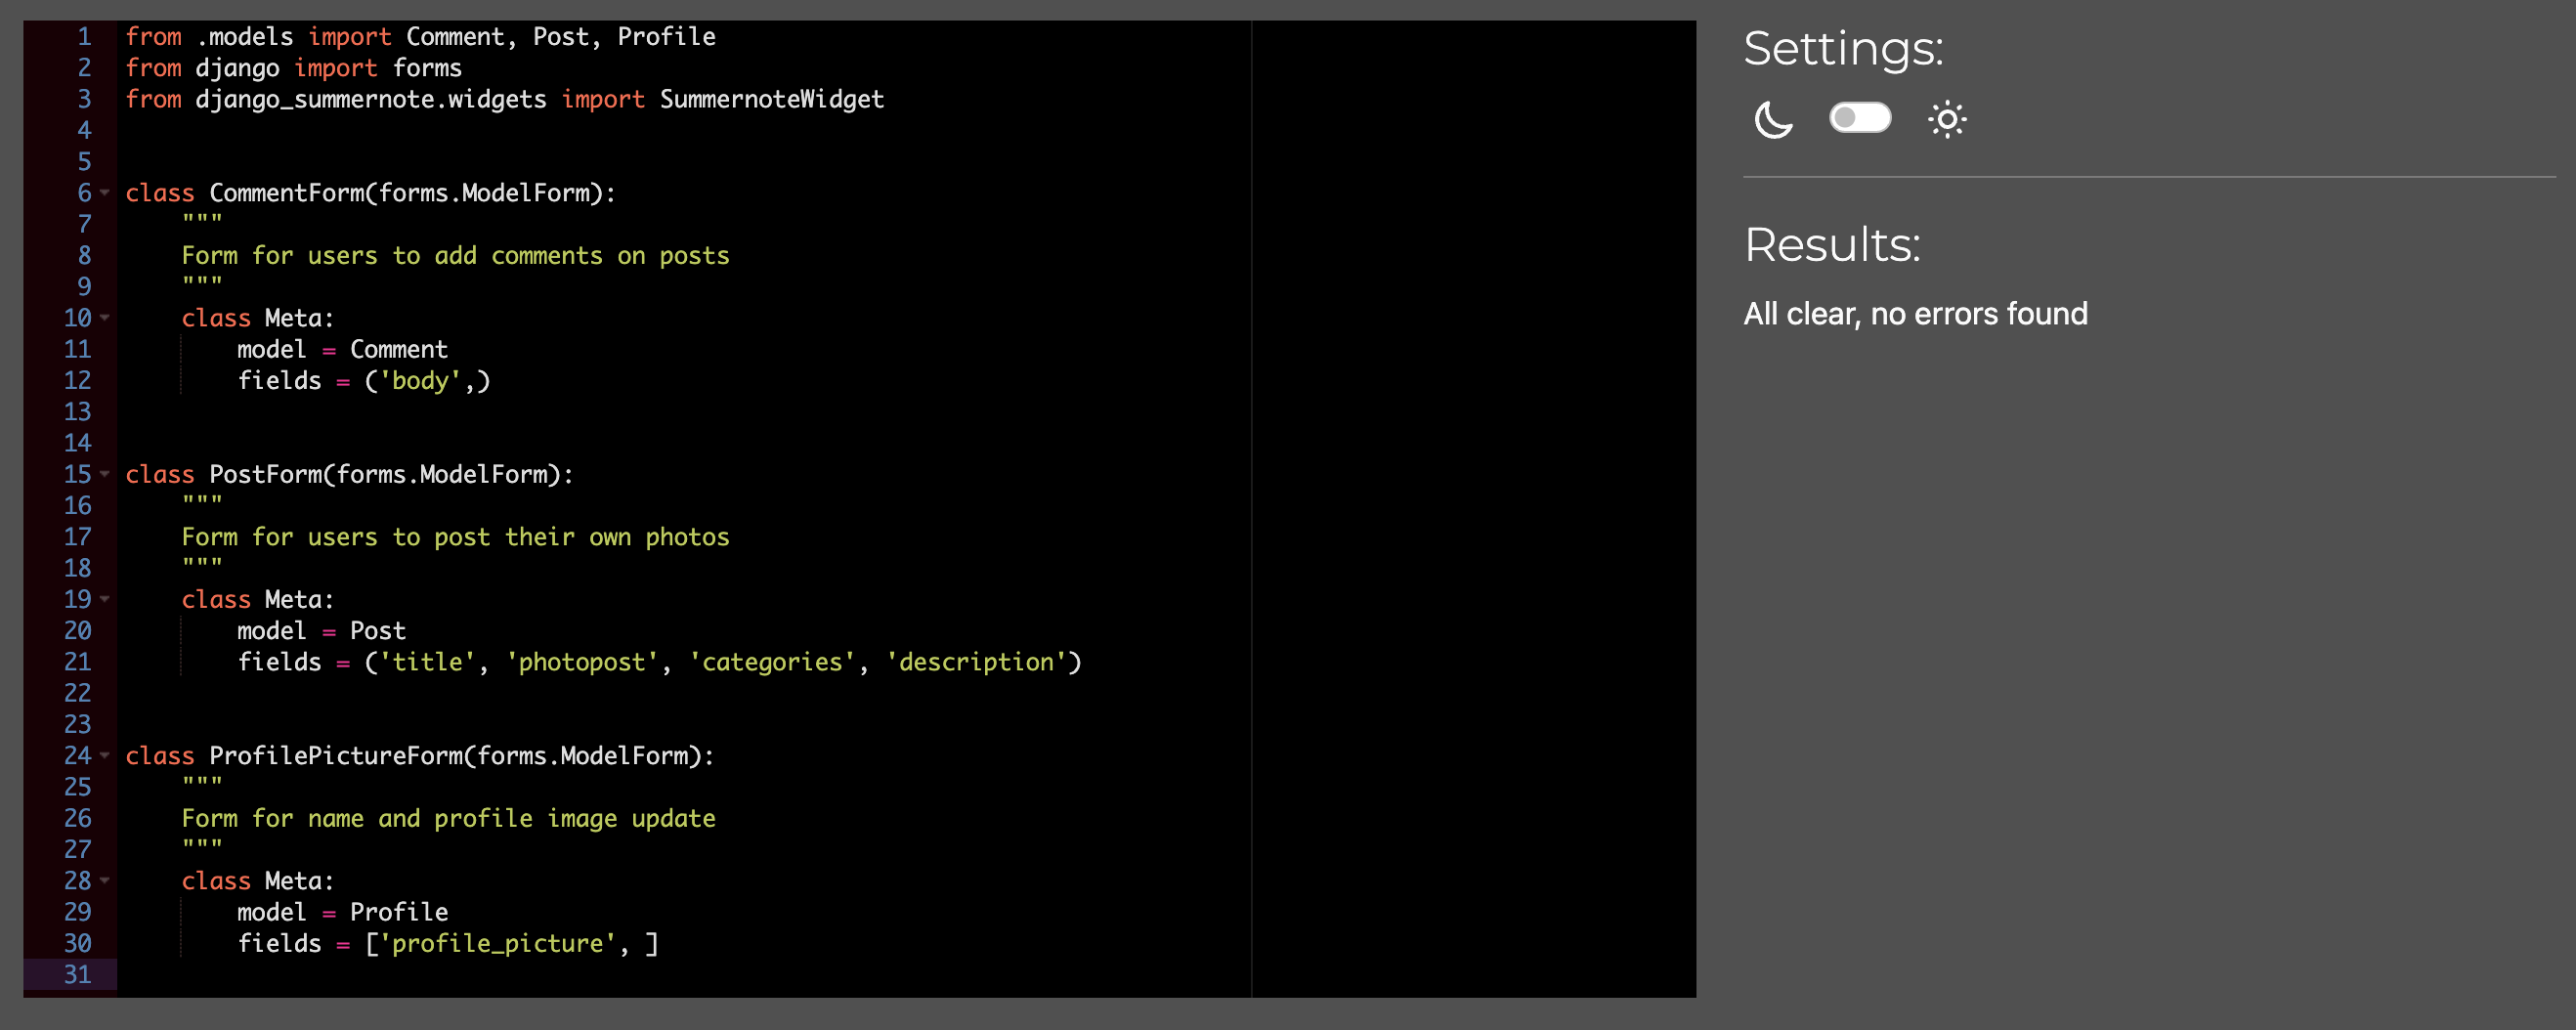 1 from .models import Comment, Post, Profile
2 from django import forms
3 from django_summernote.widgets import SummernoteWidget
4
5
6 class CommentForm(forms.ModelForm):
7     """
8     Form for users to add comments on posts
9     """
10     class Meta:
11         model = Comment
12         fields = ('body',)
13
14
15 class PostForm(forms.ModelForm):
16     """
17     Form for users to post their own photos
18     """
19     class Meta:
20         model = Post
21         fields = ('title', 'photopost', 'categories', 'description')
22
23
24 class ProfilePictureForm(forms.ModelForm):
25     """
26     Form for name and profile image update
27     """
28     class Meta:
29         model = Profile
30         fields = ['profile_picture', ]
31
Settings:
Results:
All clear, no errors found